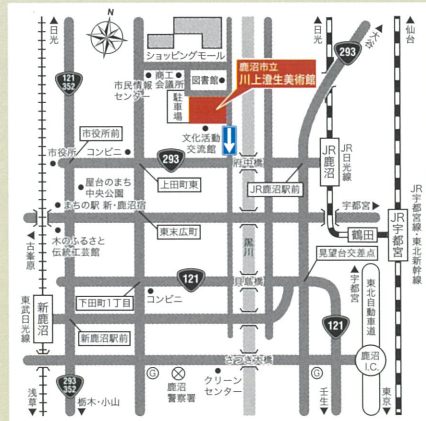 ▲日光
N
ショッピングモール
▲日光
大谷▲
▲仙台
293
121
352
市民情報
センター
商工
会議所
図書館
鹿沼市立
川上澄生美術館
駐車場
文化活動
交流館
市役所前
市役所
コンビニ
293
府中橋
JR鹿沼
JR日光線
上田町東
JR鹿沼駅前
屋台のまち
中央公園
まちの駅 新・鹿沼宿
宇都宮▶
東末広町
鶴田
JR宇都宮
JR宇都宮線・東北新幹線
◀古峯原
木のふるさと
伝統工芸館
黒川
見望台交差点
▲宇都宮
121
貝島橋
コンビニ
下田町1丁目
東武日光線
新鹿沼
新鹿沼駅前
121
東北自動車道
さつき大橋
鹿沼
I.C.
G
鹿沼
警察署
クリーン
センター
G
293
352
浅草▼
栃木・小山▼
壬生▼
東京▼